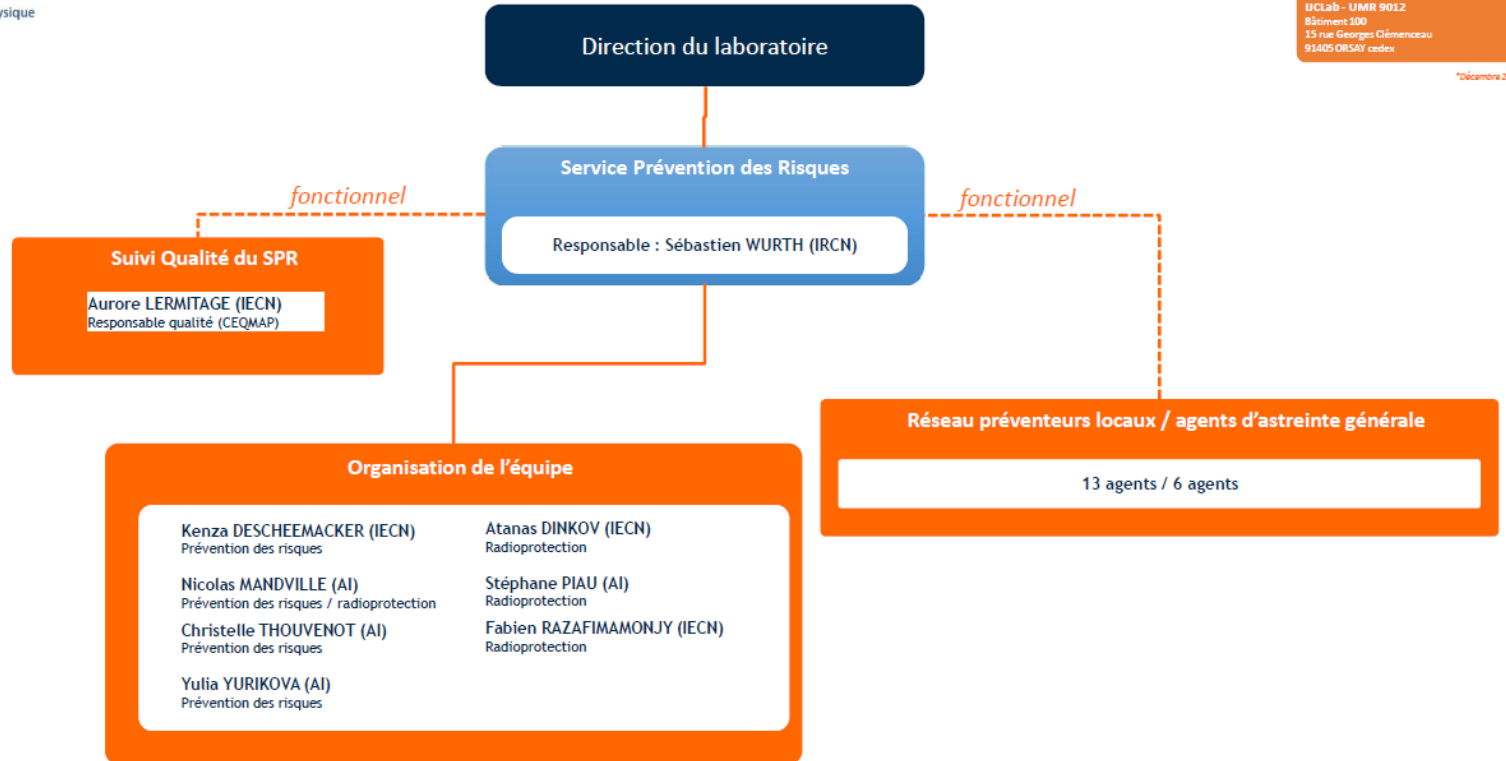 Direction du laboratoire
IJCLab - UMR 9012
Bâtiment 100
15 rue Georges Clémenceau
91405 ORSAY cedex
*Décembre 2
Service Prévention des Risques
Responsable : Sébastien WURTH (IRCN)
fonctionnel
fonctionnel
Suivi Qualité du SPR
Aurore LERMITAGE (IECN)
Responsable qualité (CEQMAP)
Réseau préventeurs locaux / agents d’astreinte générale
13 agents / 6 agents
Organisation de l’équipe
Kenza DESCHEEMACKER (IECN)
Prévention des risques
Nicolas MANDVILLE (AI)
Prévention des risques / radioprotection
Christelle THOUVENOT (AI)
Prévention des risques
Yulia YURIKOVA (AI)
Prévention des risques
Atanas DINKOV (IECN)
Radioprotection
Stéphane PIAU (AI)
Radioprotection
Fabien RAZAFIMAMONJY (IECN)
Radioprotection